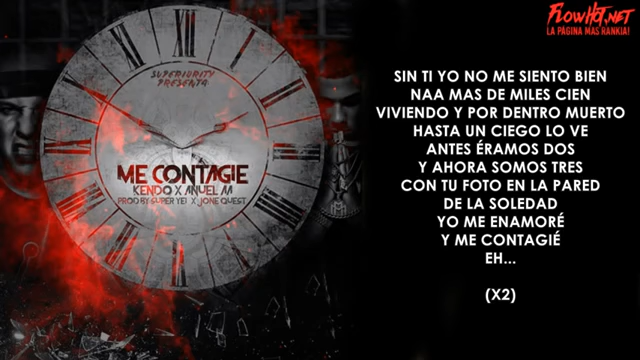 FLOWHOT.NET
LA PÁGINA MAS RANKIA!
SUPERIORITY
PRESENTA
ME CONTAGIE
KENDO X ANUEL AA
PROD BY SUPER YEI X JONE QUEST
SIN TI YO NO ME SIENTO BIEN
NAA MAS DE MILES CIEN
VIVIENDO Y POR DENTRO MUERTO
HASTA UN CIEGO LO VE
ANTES ÉRAMOS DOS
Y AHORA SOMOS TRES
CON TU FOTO EN LA PARED
DE LA SOLEDAD
YO ME ENAMORÉ
Y ME CONTAGIÉ
EH...
(X2)